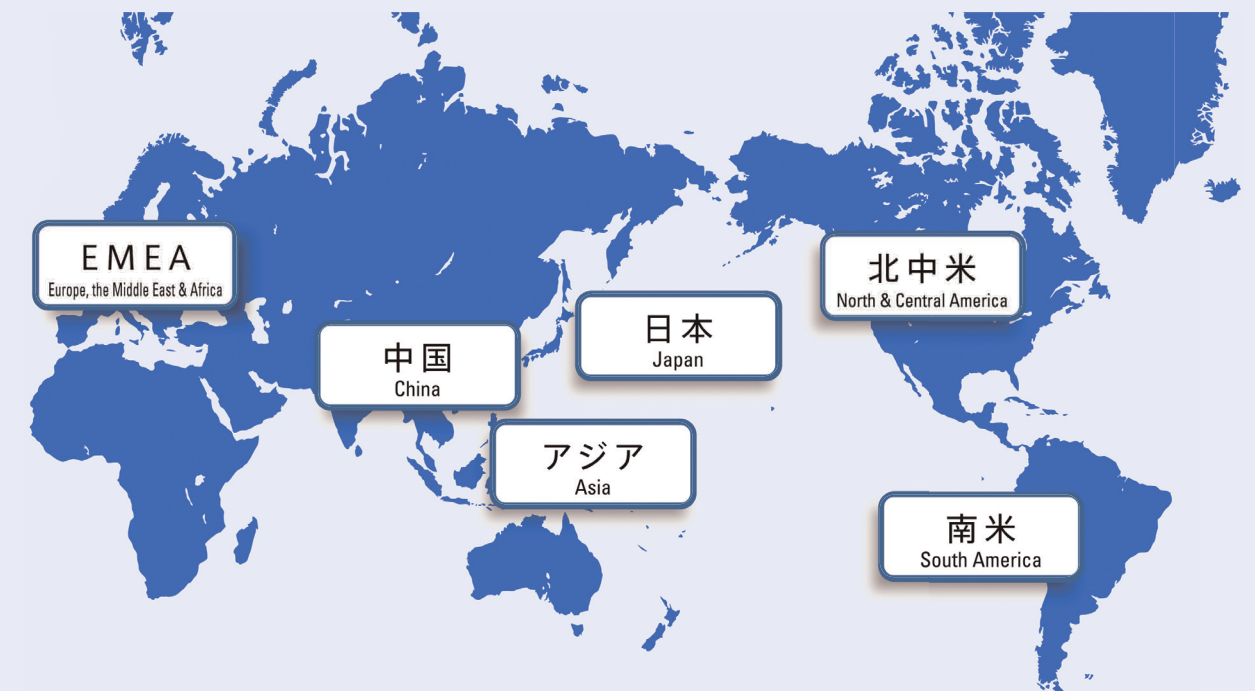 EMEA
Europe, the Middle East & Africa
中国
China
日本
Japan
アジア
Asia
北中米
North & Central America
南米
South America